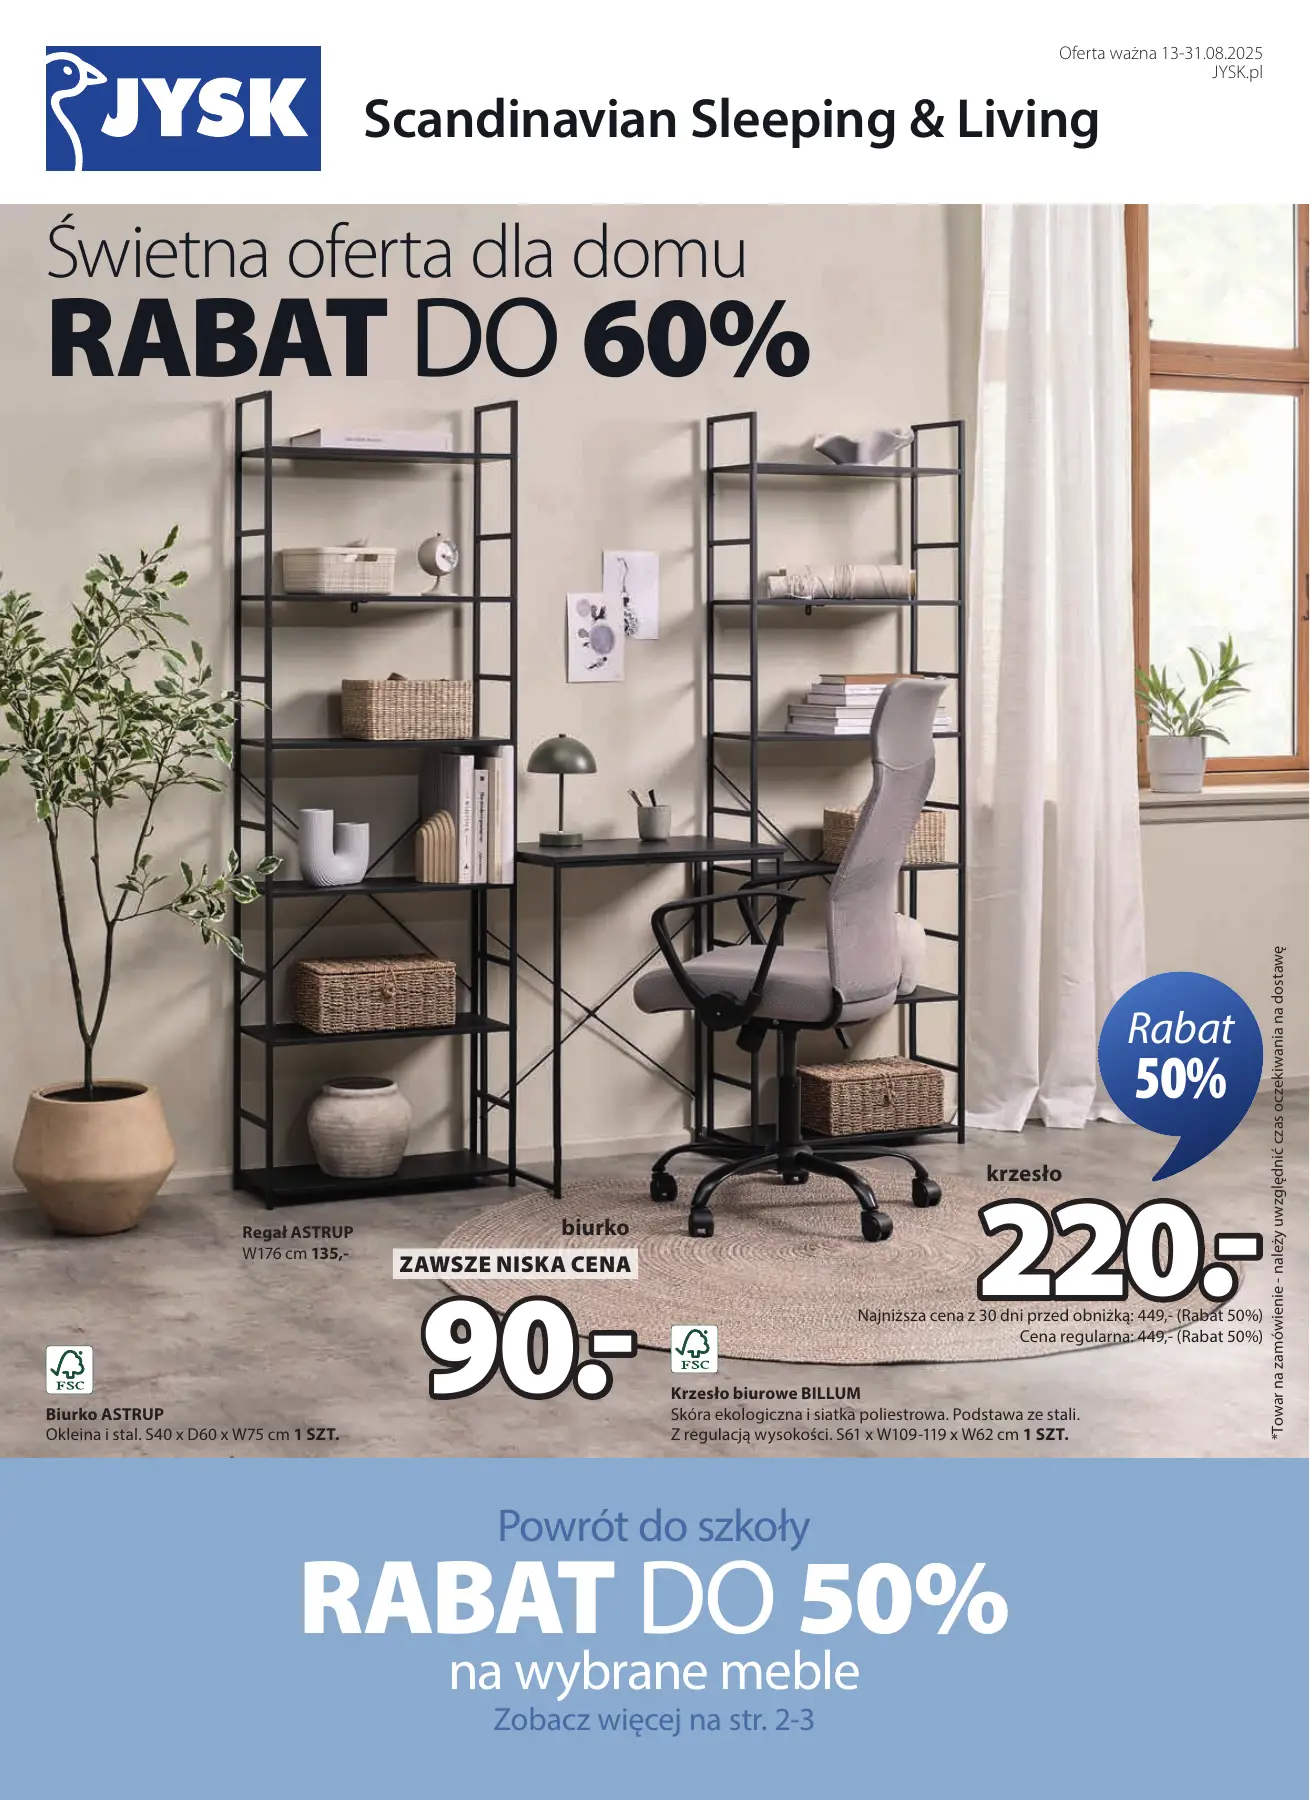 JYSK
Oferta ważna 13-31.08.2025
JYSK.pl
Scandinavian Sleeping & Living
Świetna oferta dla domu
RABAT DO 60%
Rabat
50%
krzesło
220.-
Najniższa cena z 30 dni przed obniżką: 449,- (Rabat 50%)
Cena regularna: 449,- (Rabat 50%)
Regał ASTRUP
W176 cm 135,-
biurko
ZAWSZE NISKA CENA
90.-
FSC
Biurko ASTRUP
Okleina i stal. S40 x D60 x W75 cm 1 SZT.
FSC
Krzesło biurowe BILLUM
Skóra ekologiczna i siatka poliestrowa. Podstawa ze stali.
Z regulacją wysokości. S61 x W109-119 x W62 cm 1 SZT.
*Towar na zamówienie - należy uwzględnić czas oczekiwania na dostawę
Powrót do szkoły
RABAT DO 50%
na wybrane meble
Zobacz więcej na str. 2-3